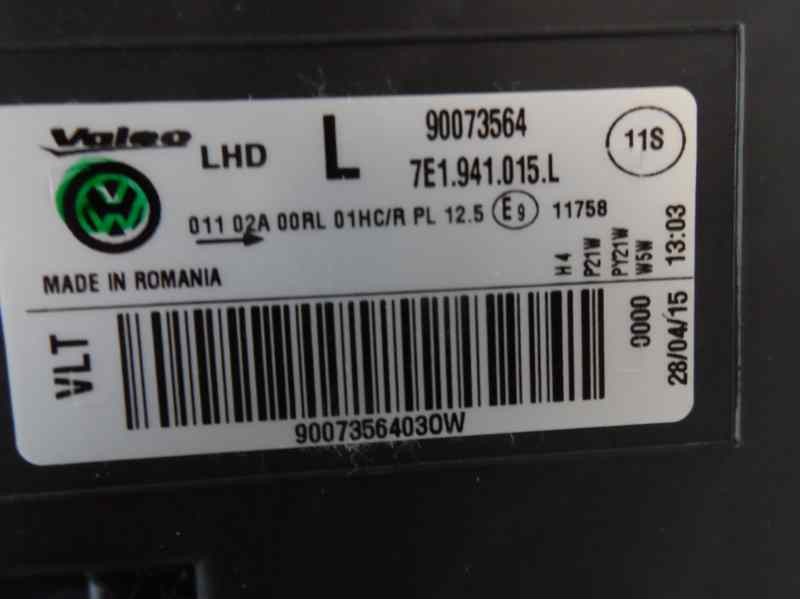 Valeo LHD L 90073564 11S
7E1.941.015.L
011 02A 00RL 01HC/R PL 12.5 E9 11758
MADE IN ROMANIA
H4
P21W
PY21W
W5W
13:03
VLT
0000
28/04/15
90073564030W